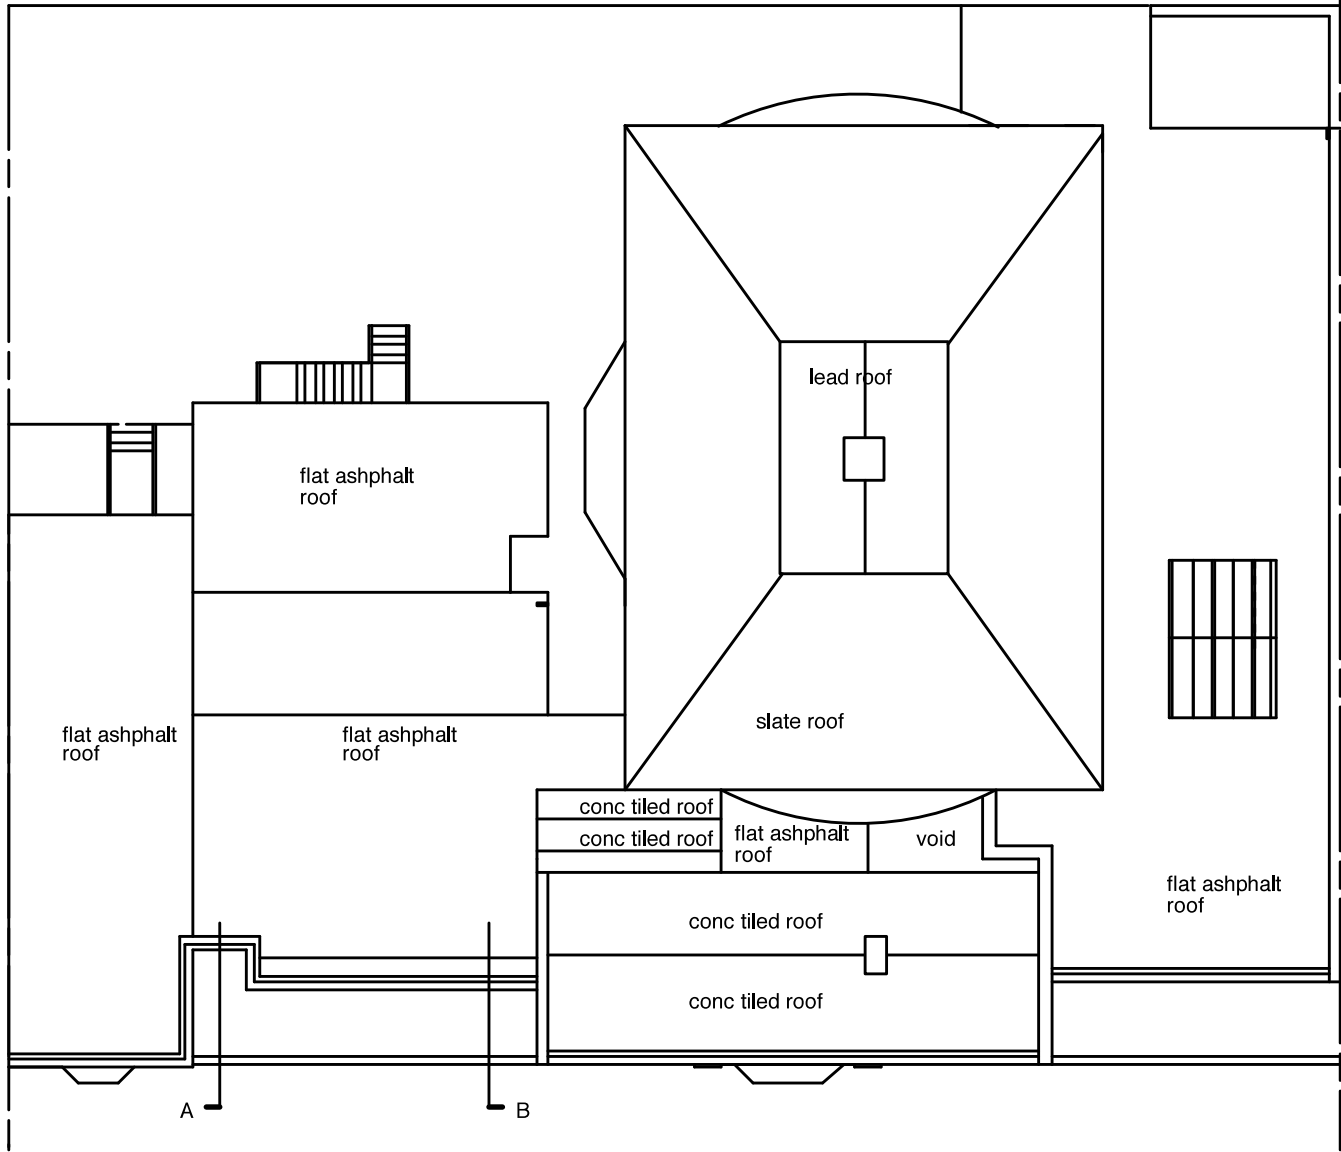 lead roof
flat ashphalt
roof
slate roof
flat ashphalt
roof
flat ashphalt
roof
conc tiled roof
conc tiled roof
flat ashphalt
roof
void
flat ashphalt
roof
conc tiled roof
conc tiled roof
A
B